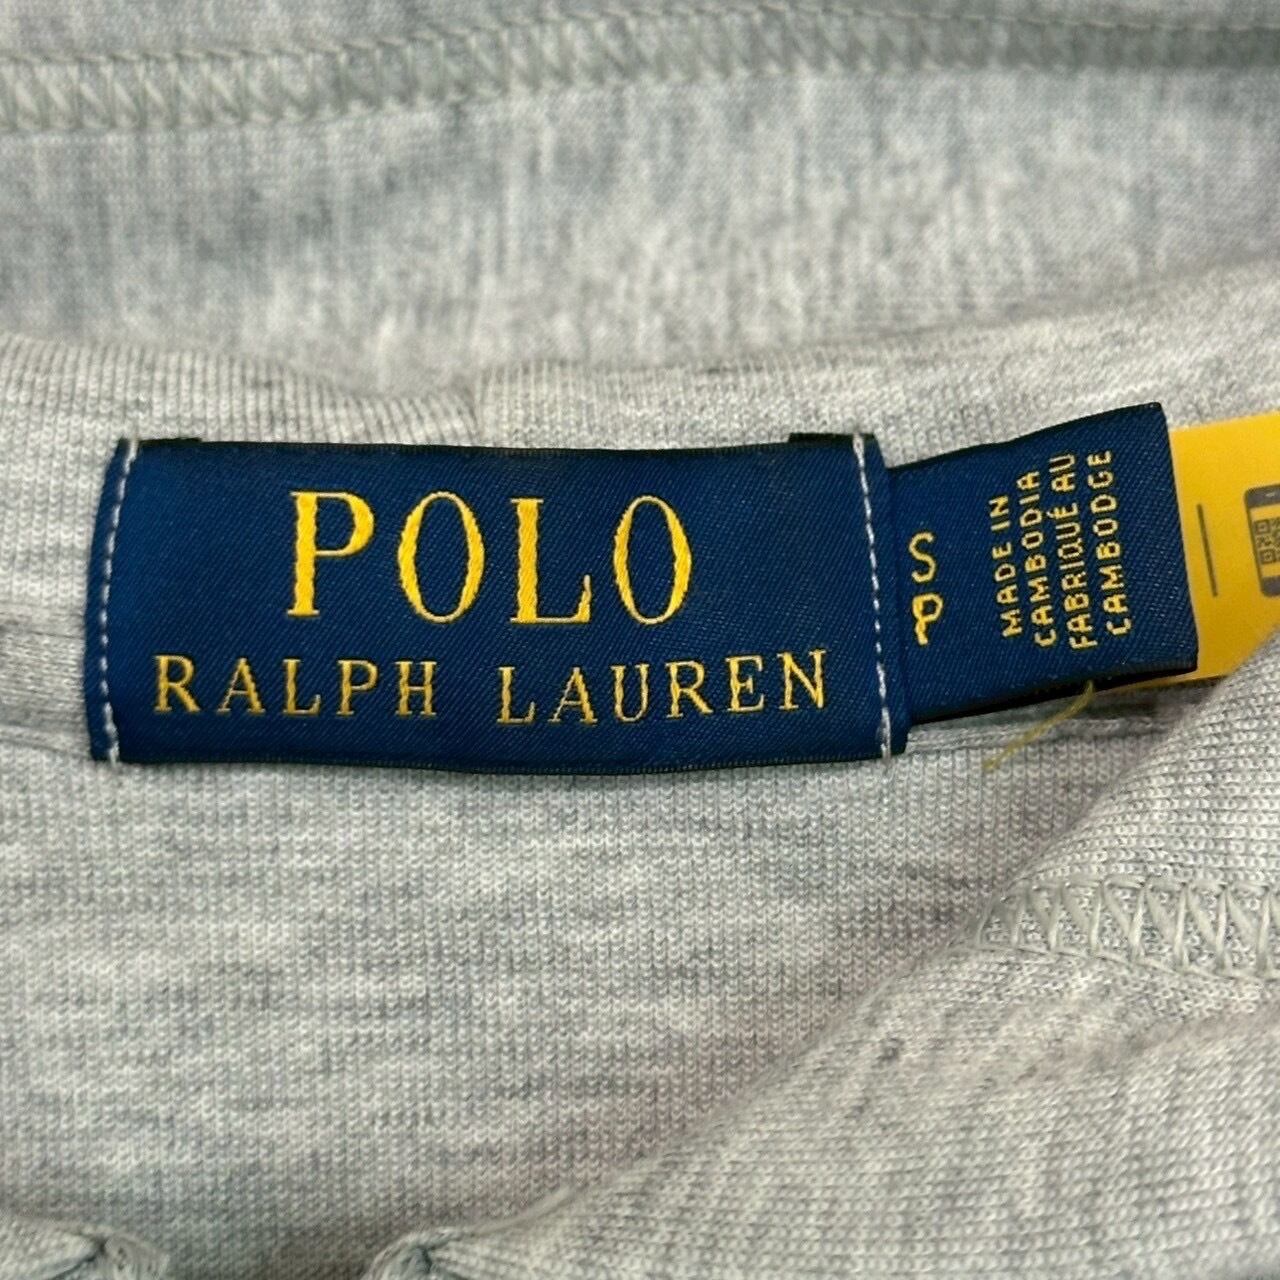 POLO
RALPH LAUREN
S
P
MADE IN
CAMBODIA
FABRIQUÉ AU
CAMBODGE